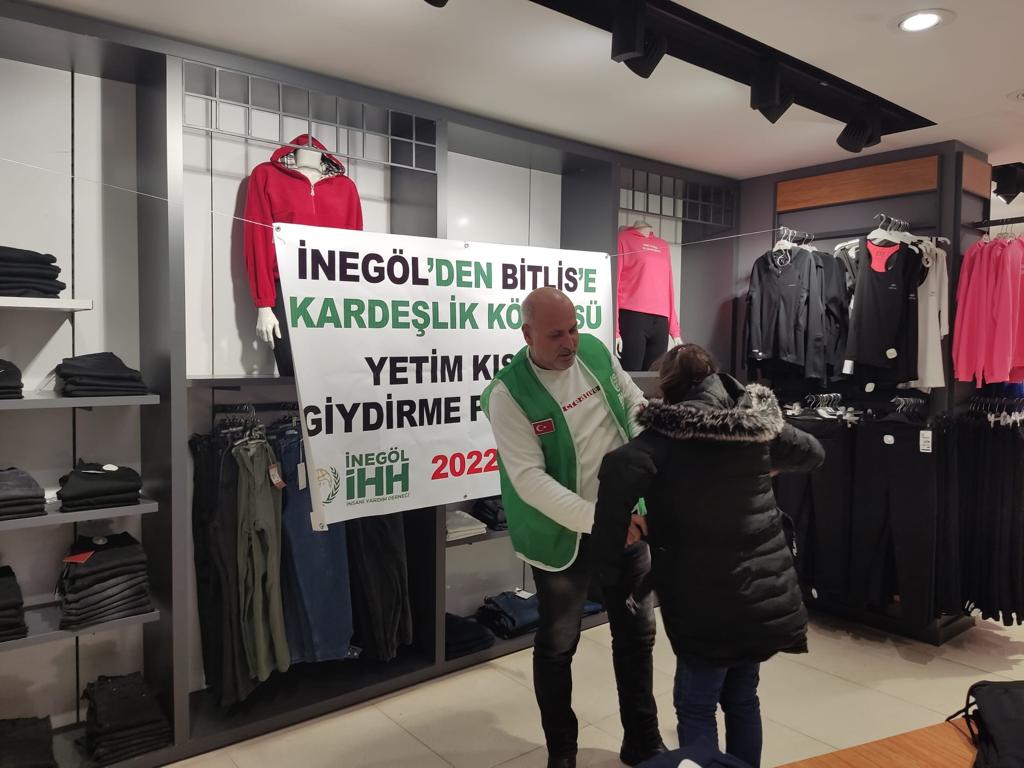 İNEGÖL'DEN BİTLİS'E
KARDEŞLİK
YETİM
GİYDİRME
İNEGÖL
İHH
İNSANİ YARDIM DERNEĞİ
2022